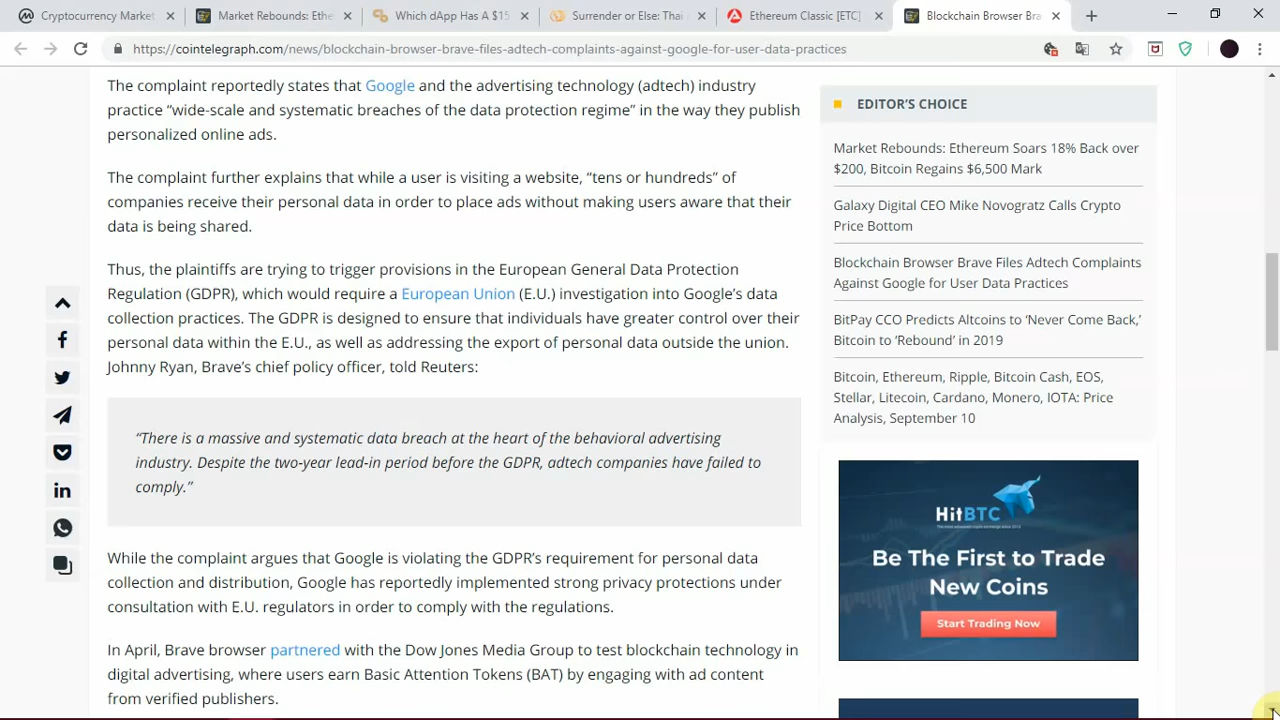 Cryptocurrency Market
Market Rebounds: Ethe
Which dApp Has A $15
Surrender or Else: Thai
Ethereum Classic [ETC]
Blockchain Browser Bra
https://cointelegraph.com/news/blockchain-browser-brave-files-adtech-complaints-against-google-for-user-data-practices
The complaint reportedly states that Google and the advertising technology (adtech) industry
practice “wide-scale and systematic breaches of the data protection regime” in the way they publish
personalized online ads.
The complaint further explains that while a user is visiting a website, “tens or hundreds” of
companies receive their personal data in order to place ads without making users aware that their
data is being shared.
Thus, the plaintiffs are trying to trigger provisions in the European General Data Protection
Regulation (GDPR), which would require a European Union (E.U.) investigation into Google’s data
collection practices. The GDPR is designed to ensure that individuals have greater control over their
personal data within the E.U., as well as addressing the export of personal data outside the union.
Johnny Ryan, Brave’s chief policy officer, told Reuters:
“There is a massive and systematic data breach at the heart of the behavioral advertising
industry. Despite the two-year lead-in period before the GDPR, adtech companies have failed to
comply.”
While the complaint argues that Google is violating the GDPR’s requirement for personal data
collection and distribution, Google has reportedly implemented strong privacy protections under
consultation with E.U. regulators in order to comply with the regulations.
In April, Brave browser partnered with the Dow Jones Media Group to test blockchain technology in
digital advertising, where users earn Basic Attention Tokens (BAT) by engaging with ad content
from verified publishers.
EDITOR’S CHOICE
Market Rebounds: Ethereum Soars 18% Back over
$200, Bitcoin Regains $6,500 Mark
Galaxy Digital CEO Mike Novogratz Calls Crypto
Price Bottom
Blockchain Browser Brave Files Adtech Complaints
Against Google for User Data Practices
BitPay CCO Predicts Altcoins to ‘Never Come Back,’
Bitcoin to ‘Rebound’ in 2019
Bitcoin, Ethereum, Ripple, Bitcoin Cash, EOS,
Stellar, Litecoin, Cardano, Monero, IOTA: Price
Analysis, September 10
HitBTC
Be The First to Trade
New Coins
Start Trading Now